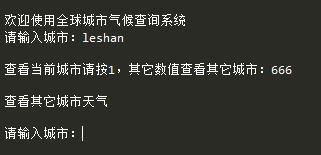 欢迎使用全球城市气候查询系统
请输入城市：leshan
查看当前城市请按1，其它数值查看其它城市：666
查看其它城市天气
请输入城市：